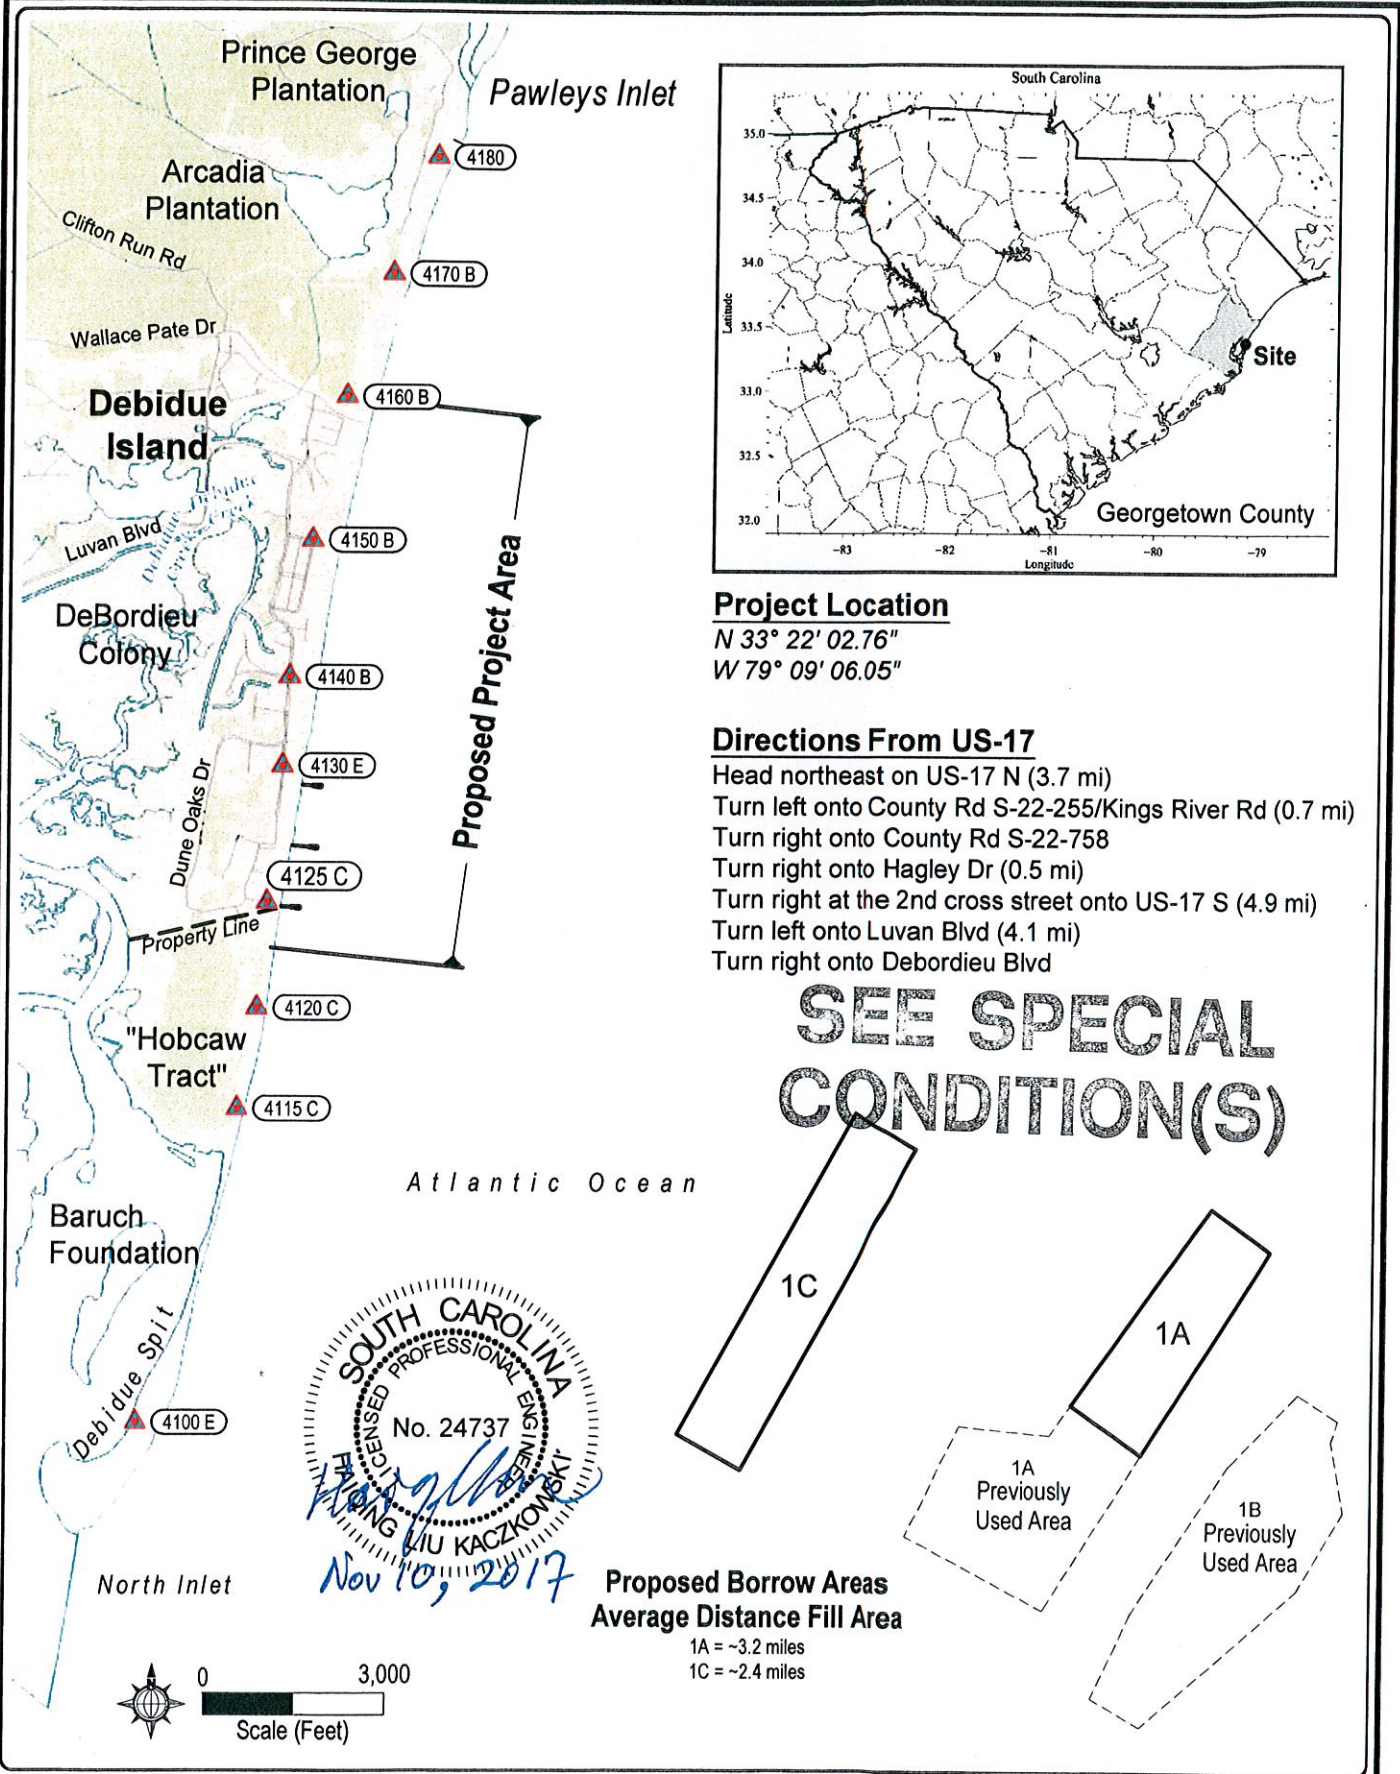 Prince George
Plantation
Pawleys Inlet
4180
Arcadia
Plantation
Clifton Run Rd
4170 B
Wallace Pate Dr
4160 B
Debidue
Island
Debidue
Creek
Luvan Blvd
4150 B
DeBordieu
Colony
4140 B
Proposed Project Area
4130 E
Dune Oaks Dr
4125 C
Property Line
4120 C
"Hobcaw
Tract"
4115 C
Atlantic Ocean
Baruch
Foundation
Debidue Spit
4100 E
North Inlet
South Carolina
35.0
34.5
34.0
33.5
33.0
32.5
32.0
Latitude
Site
Georgetown County
-83
-82
-81
-80
-79
Longitude
Project Location
N 33° 22' 02.76"
W 79° 09' 06.05"
Directions From US-17
Head northeast on US-17 N (3.7 mi)
Turn left onto County Rd S-22-255/Kings River Rd (0.7 mi)
Turn right onto County Rd S-22-758
Turn right onto Hagley Dr (0.5 mi)
Turn right at the 2nd cross street onto US-17 S (4.9 mi)
Turn left onto Luvan Blvd (4.1 mi)
Turn right onto Debordieu Blvd
SEE SPECIAL
CONDITION(S)
1C
1A
1A
Previously
Used Area
1B
Previously
Used Area
SOUTH CAROLINA
LICENSED PROFESSIONAL ENGINEER
No. 24737
HAIQING LIU KACZKOWSKI
Nov 10, 2017
Proposed Borrow Areas
Average Distance Fill Area
1A = ~3.2 miles
1C = ~2.4 miles
N
0
3,000
Scale (Feet)